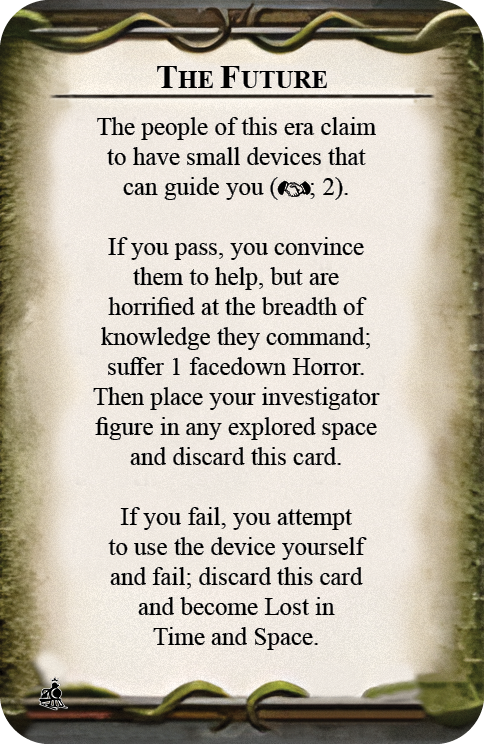 The Future
The people of this era claim
to have small devices that
can guide you (; 2).
If you pass, you convince
them to help, but are
horrified at the breadth of
knowledge they command;
suffer 1 facedown Horror.
Then place your investigator
figure in any explored space
and discard this card.
If you fail, you attempt
to use the device yourself
and fail; discard this card
and become Lost in
Time and Space.